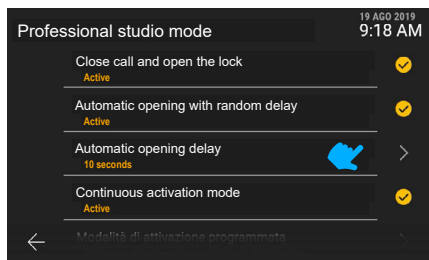 19 AGO 2019
Professional studio mode
9:18 AM
Close call and open the lock
Active
Automatic opening with random delay
Active
Automatic opening delay
10 seconds
Continuous activation mode
Active
Modalità di attivazione programmata